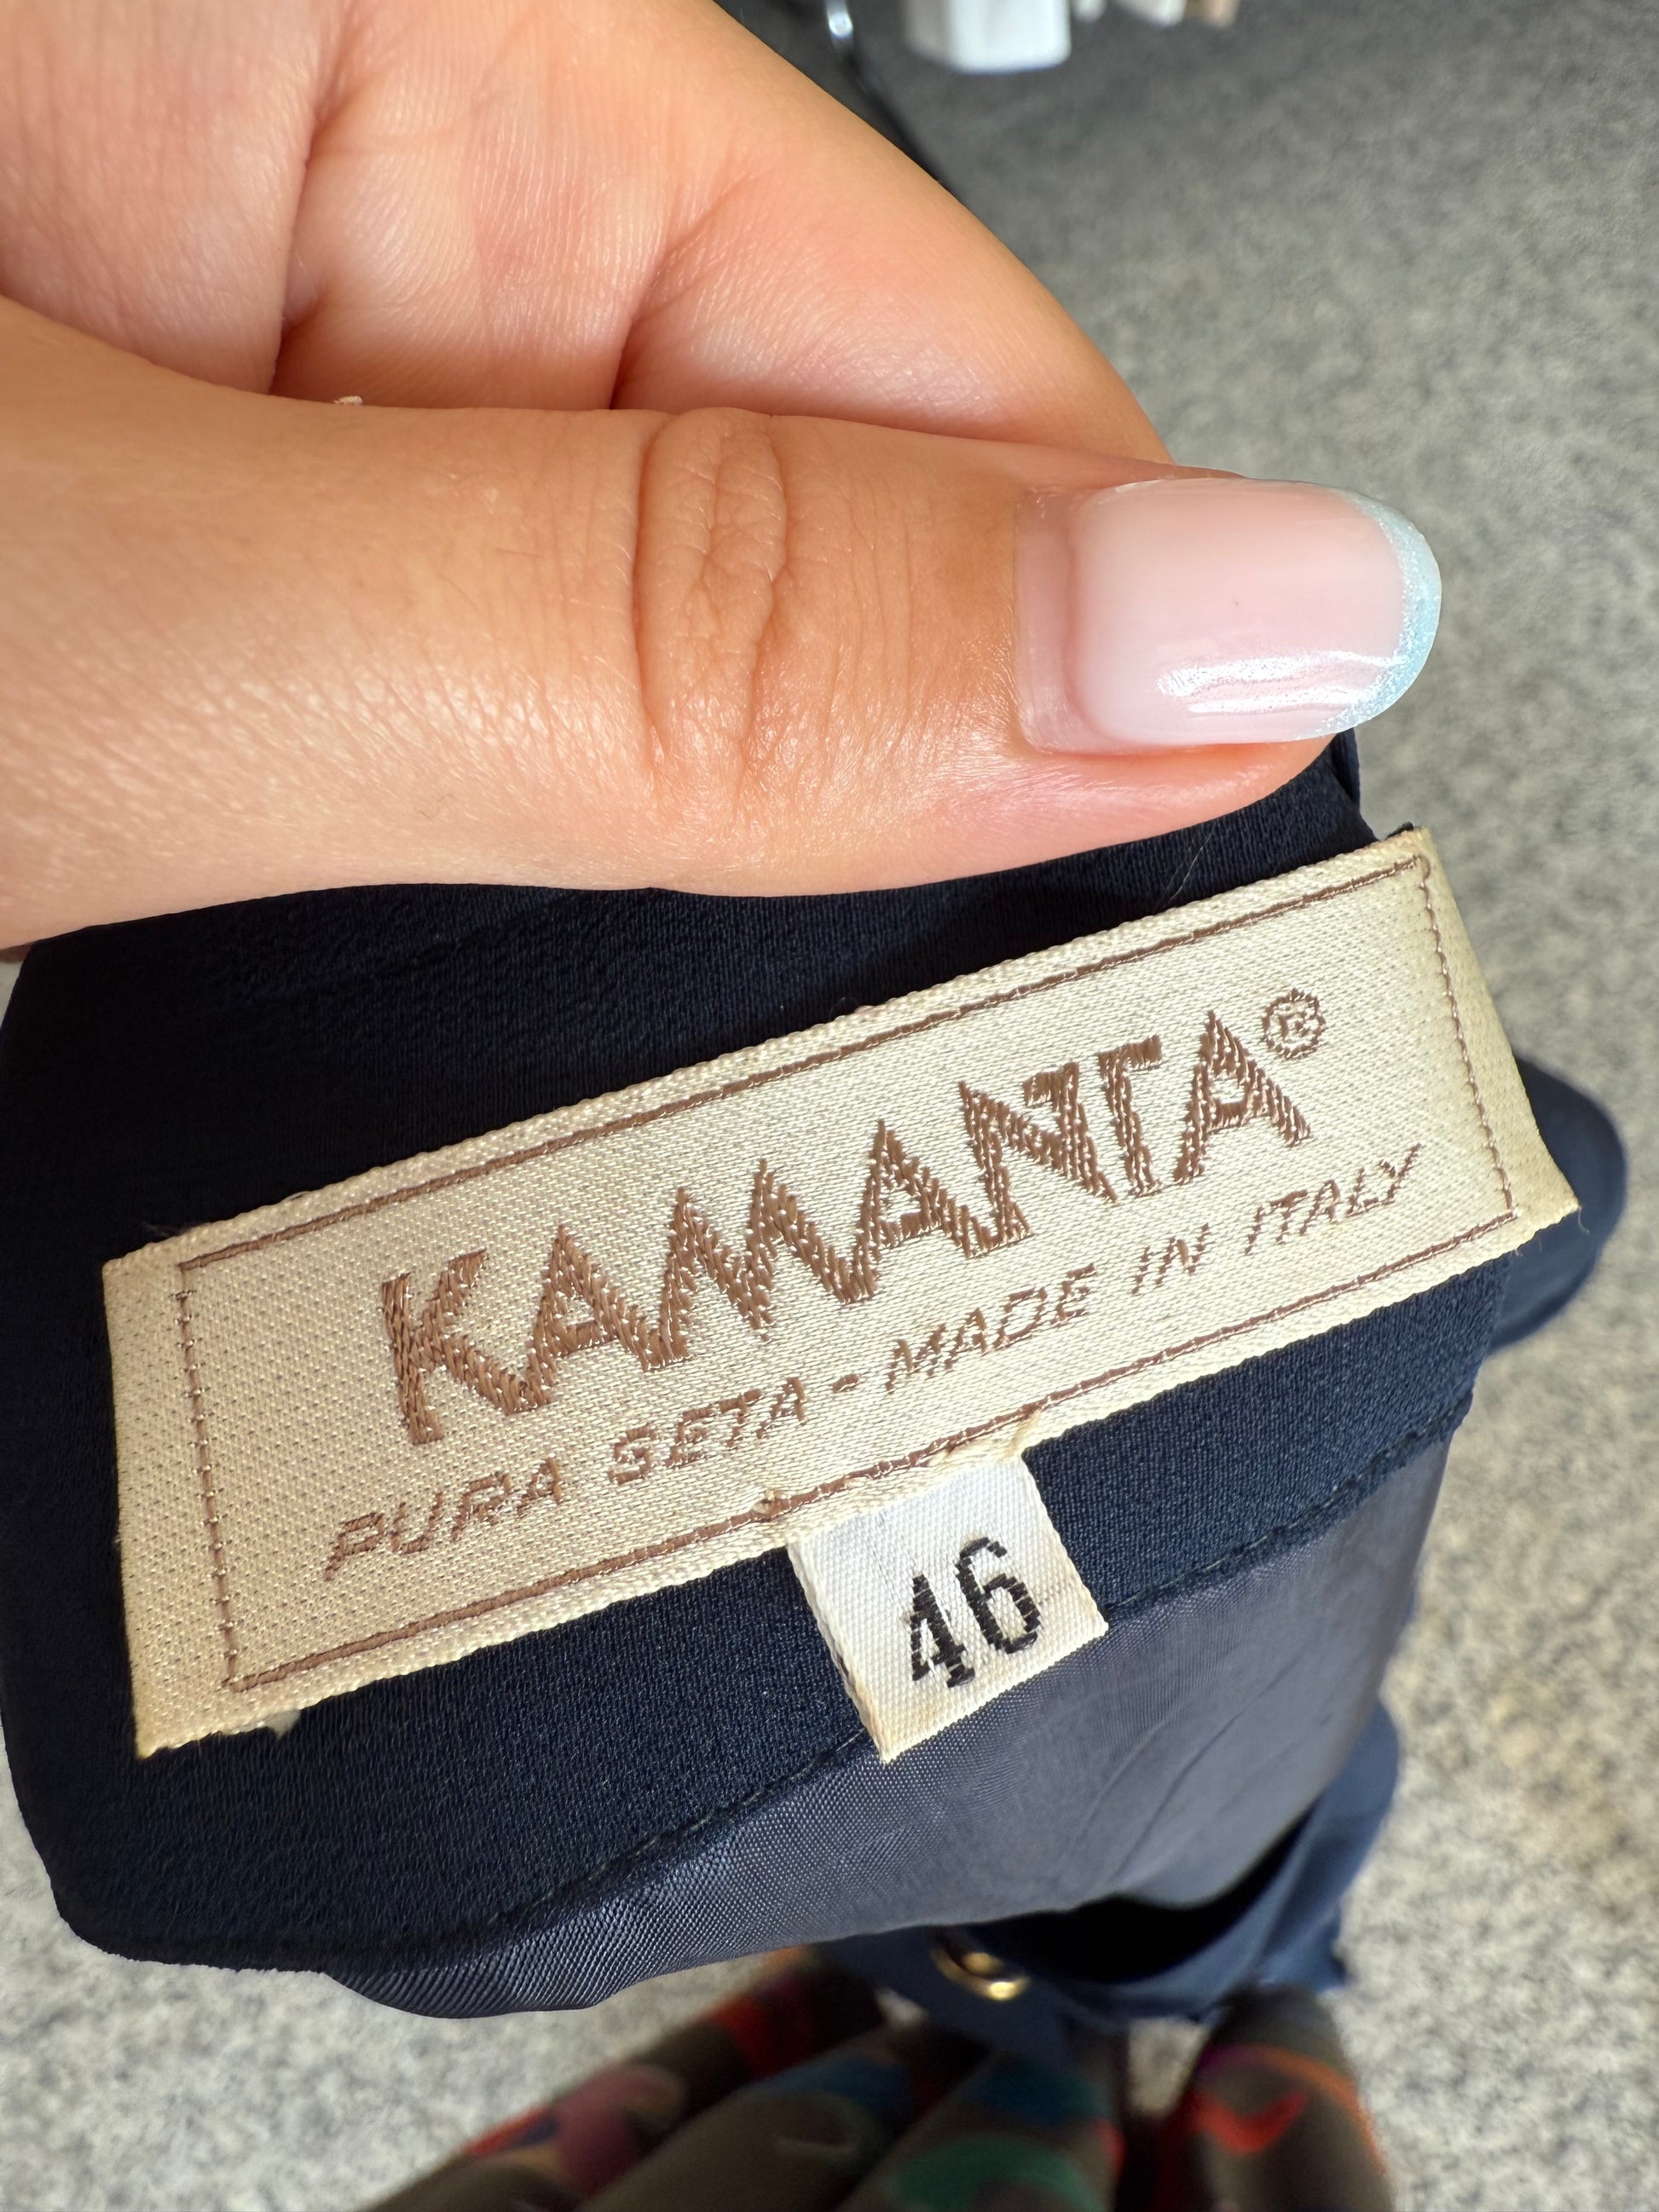 KAMANTA®
PURA SETA - MADE IN ITALY
46